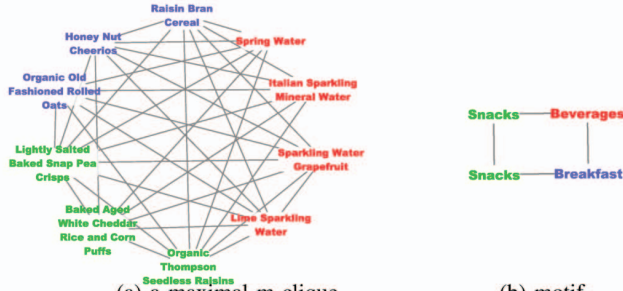 Raisin Bran
Cereal
Honey Nut
Cheerios
Spring Water
Organic Old
Fashioned Rolled
Oats
Italian Sparkling
Mineral Water
Lightly Salted
Baked Snap Pea
Crisps
Sparkling Water
Grapefruit
Baked Aged
White Cheddar
Rice and Corn
Puffs
Lime Sparkling
Water
Organic
Thompson
Seedless Raisins
Snacks
Beverages
Snacks
Breakfast
(a) a maximal m-clique
(b) motif